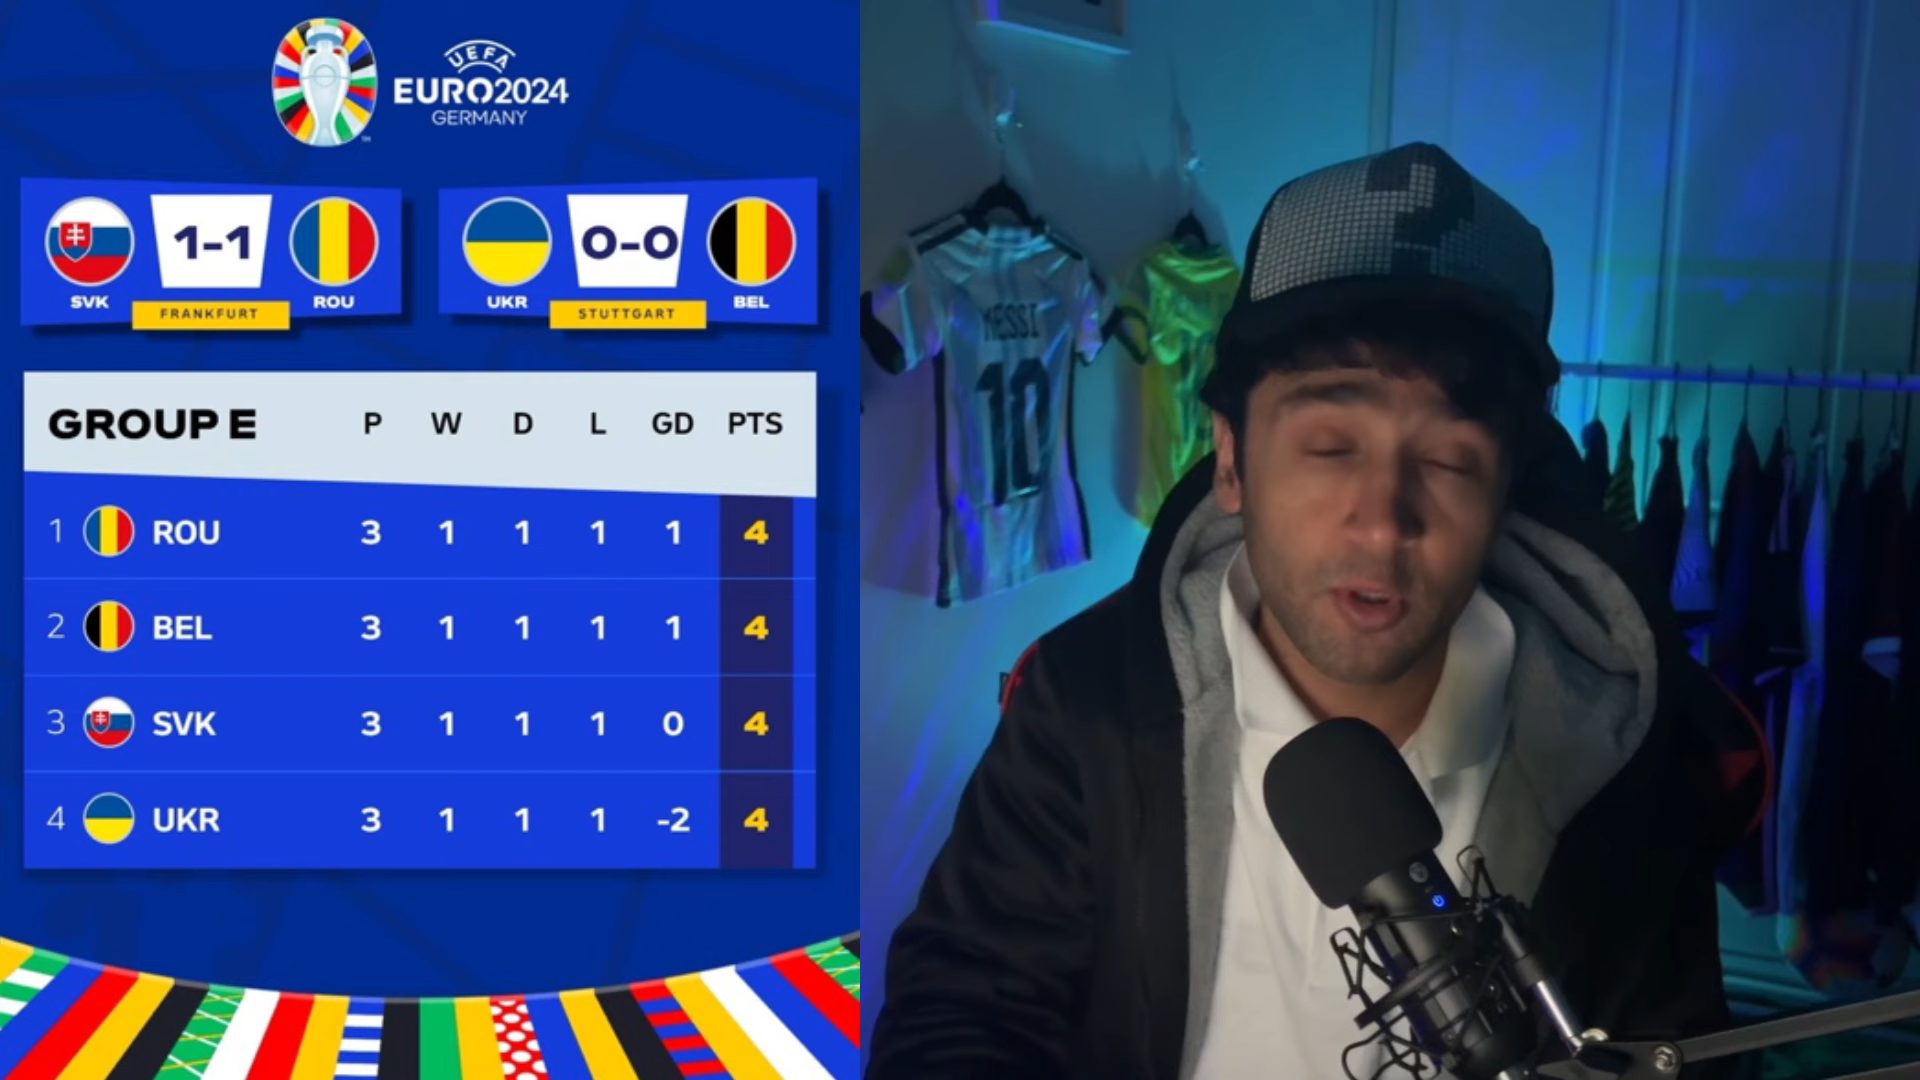 UEFA
EURO2024
GERMANY
SVK
1-1
ROU
FRANKFURT
UKR
0-0
BEL
STUTTGART
GROUP E P W D L GD PTS
1 ROU 3 1 1 1 1 4
2 BEL 3 1 1 1 1 4
3 SVK 3 1 1 1 0 4
4 UKR 3 1 1 1 -2 4
MESSI
10